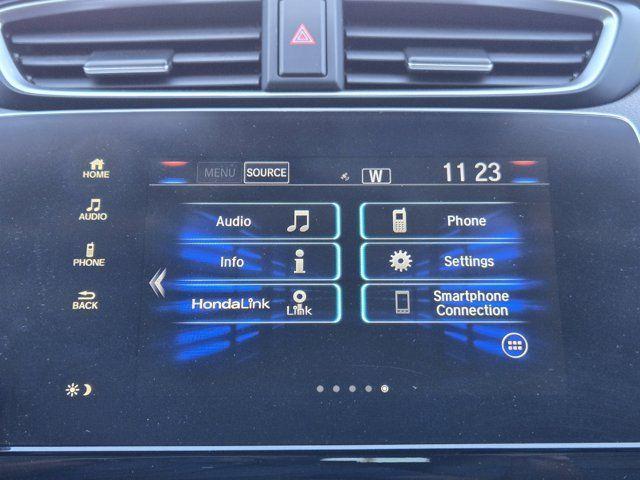 MENU SOURCE W 11 23
HOME
AUDIO
PHONE
BACK
Audio
Phone
Info
Settings
HondaLink
Link
Smartphone
Connection